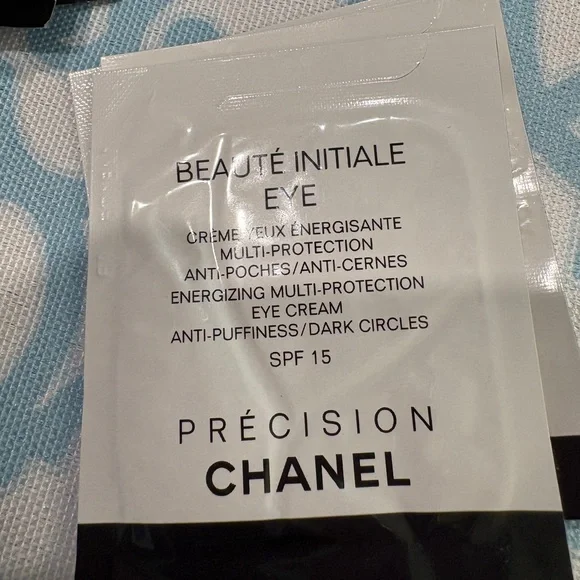 BEAUTÉ INITIALE
EYE
CRÈME YEUX ÉNERGISANTE
MULTI-PROTECTION
ANTI-POCHES/ANTI-CERNES
ENERGIZING MULTI-PROTECTION
EYE CREAM
ANTI-PUFFINESS/DARK CIRCLES
SPF 15
PRÉCISION
CHANEL